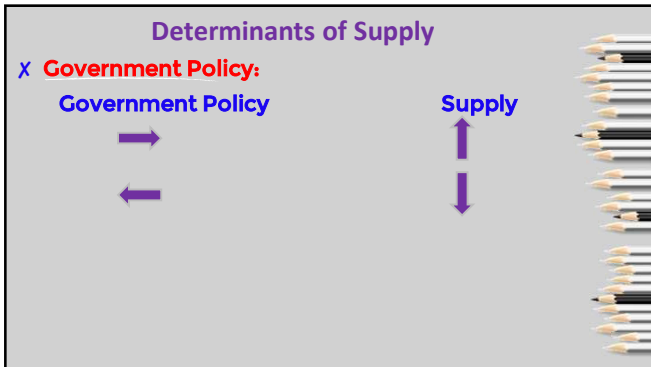 Determinants of Supply
✗ Government Policy:
Government Policy Supply